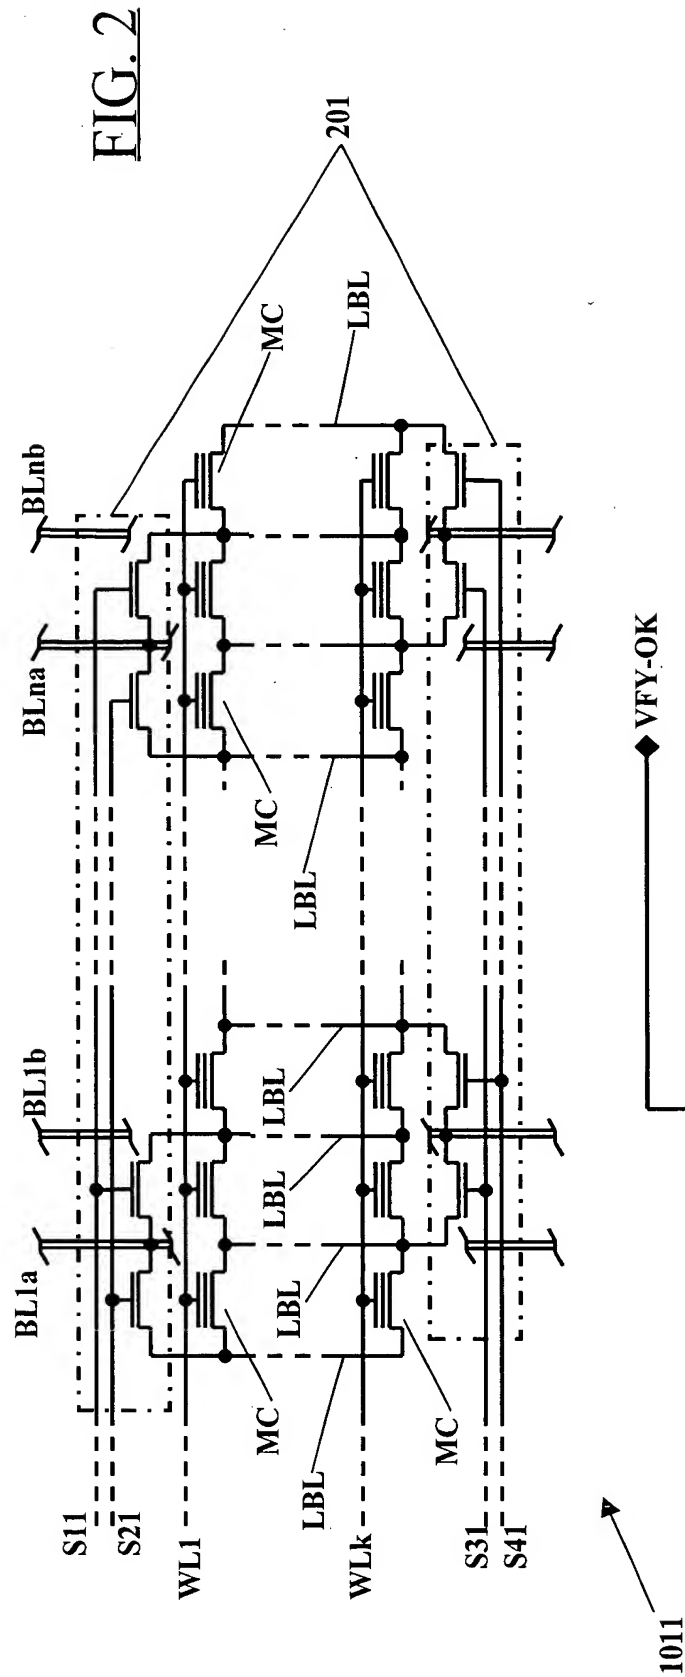 FIG. 2
201
BL1a
BL1b
BLna
BLnb
S11
S21
WL1
MC
MC
MC
LBL
LBL
LBL
LBL
LBL
LBL
WLk
MC
S31
S41
1011
VFY-OK